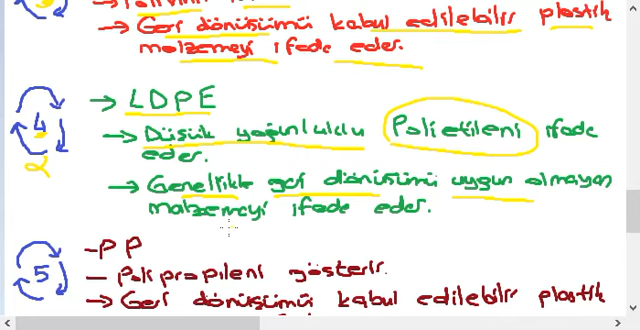 → Geri dönüşümü kabul edilebilir plastik
malzemeyi ifade eder.
4
→ LDPE
→ Düşük yoğunluklu Polietileni ifade
eder.
→ Genellikle geri dönüşümü uygun olmayan
malzemeyi ifade eder.
5
-PP
- Polipropileni gösterir.
→ Geri dönüşümü kabul edilebilir plastik